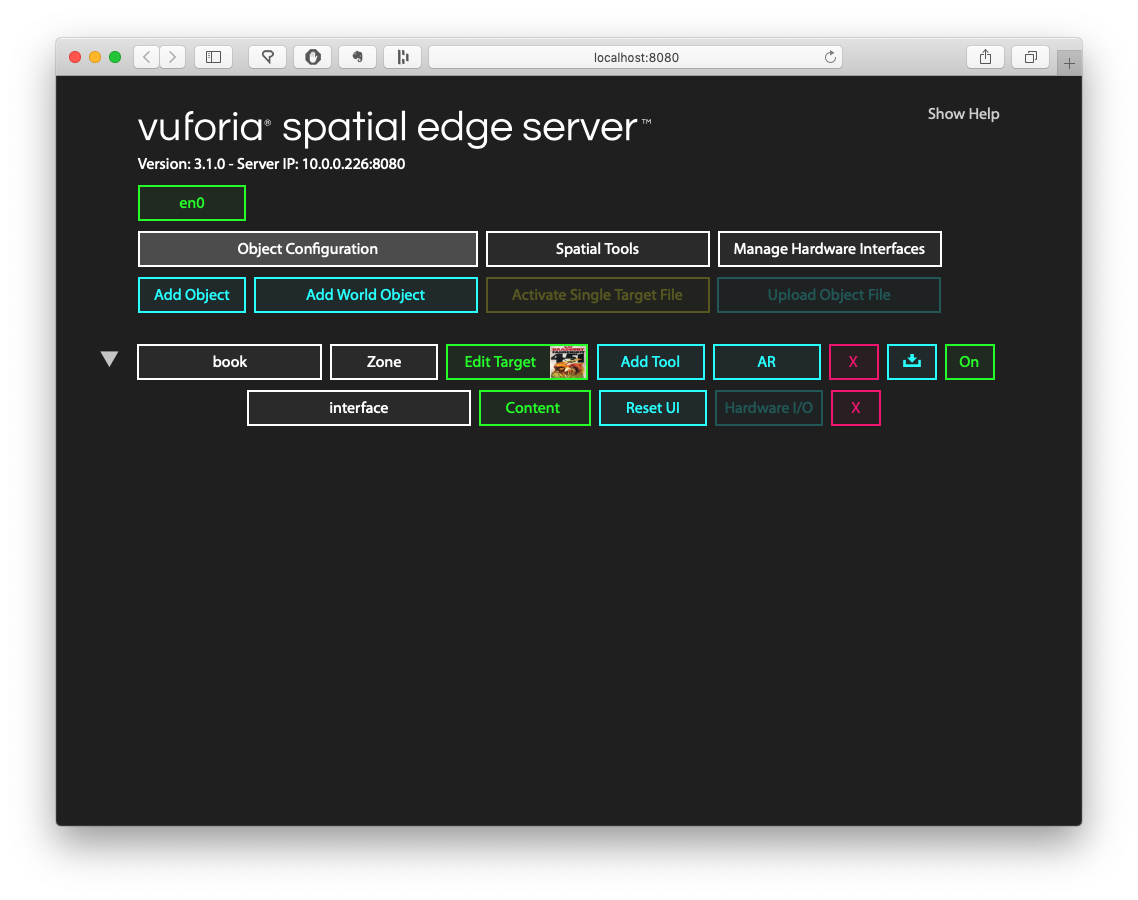 localhost:8080
vuforia® spatial edge server™
Show Help
Version: 3.1.0 - Server IP: 10.0.0.226:8080
en0
Object Configuration Spatial Tools Manage Hardware Interfaces
Add Object Add World Object Activate Single Target File Upload Object File
book Zone Edit Target Add Tool AR X On
interface Content Reset UI Hardware I/O X